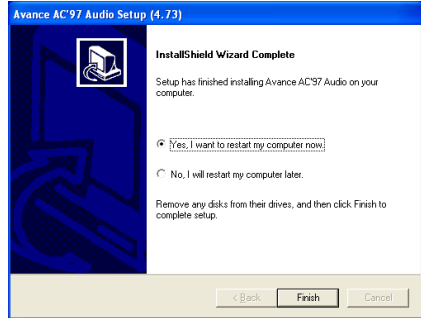 Avance AC'97 Audio Setup (4.73)
InstallShield Wizard Complete
Setup has finished installing Avance AC'97 Audio on your
computer.
Yes, I want to restart my computer now.
No, I will restart my computer later.
Remove any disks from their drives, and then click Finish to
complete setup.
< Back Finish Cancel